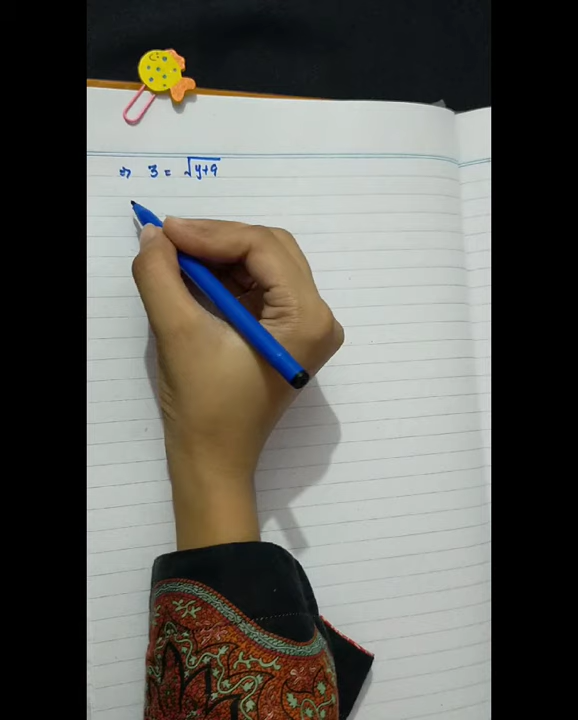 ⇒ 3 = √y+9